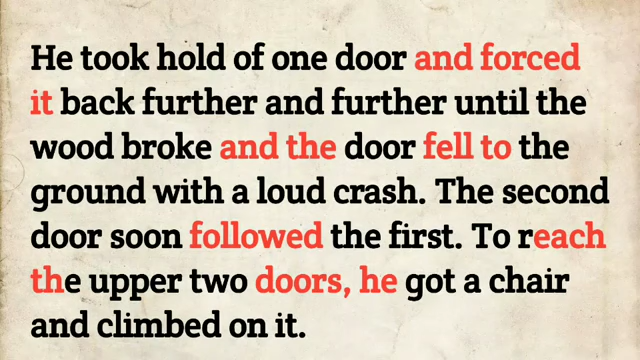 He took hold of one door and forced
it back further and further until the
wood broke and the door fell to the
ground with a loud crash. The second
door soon followed the first. To reach
the upper two doors, he got a chair
and climbed on it.